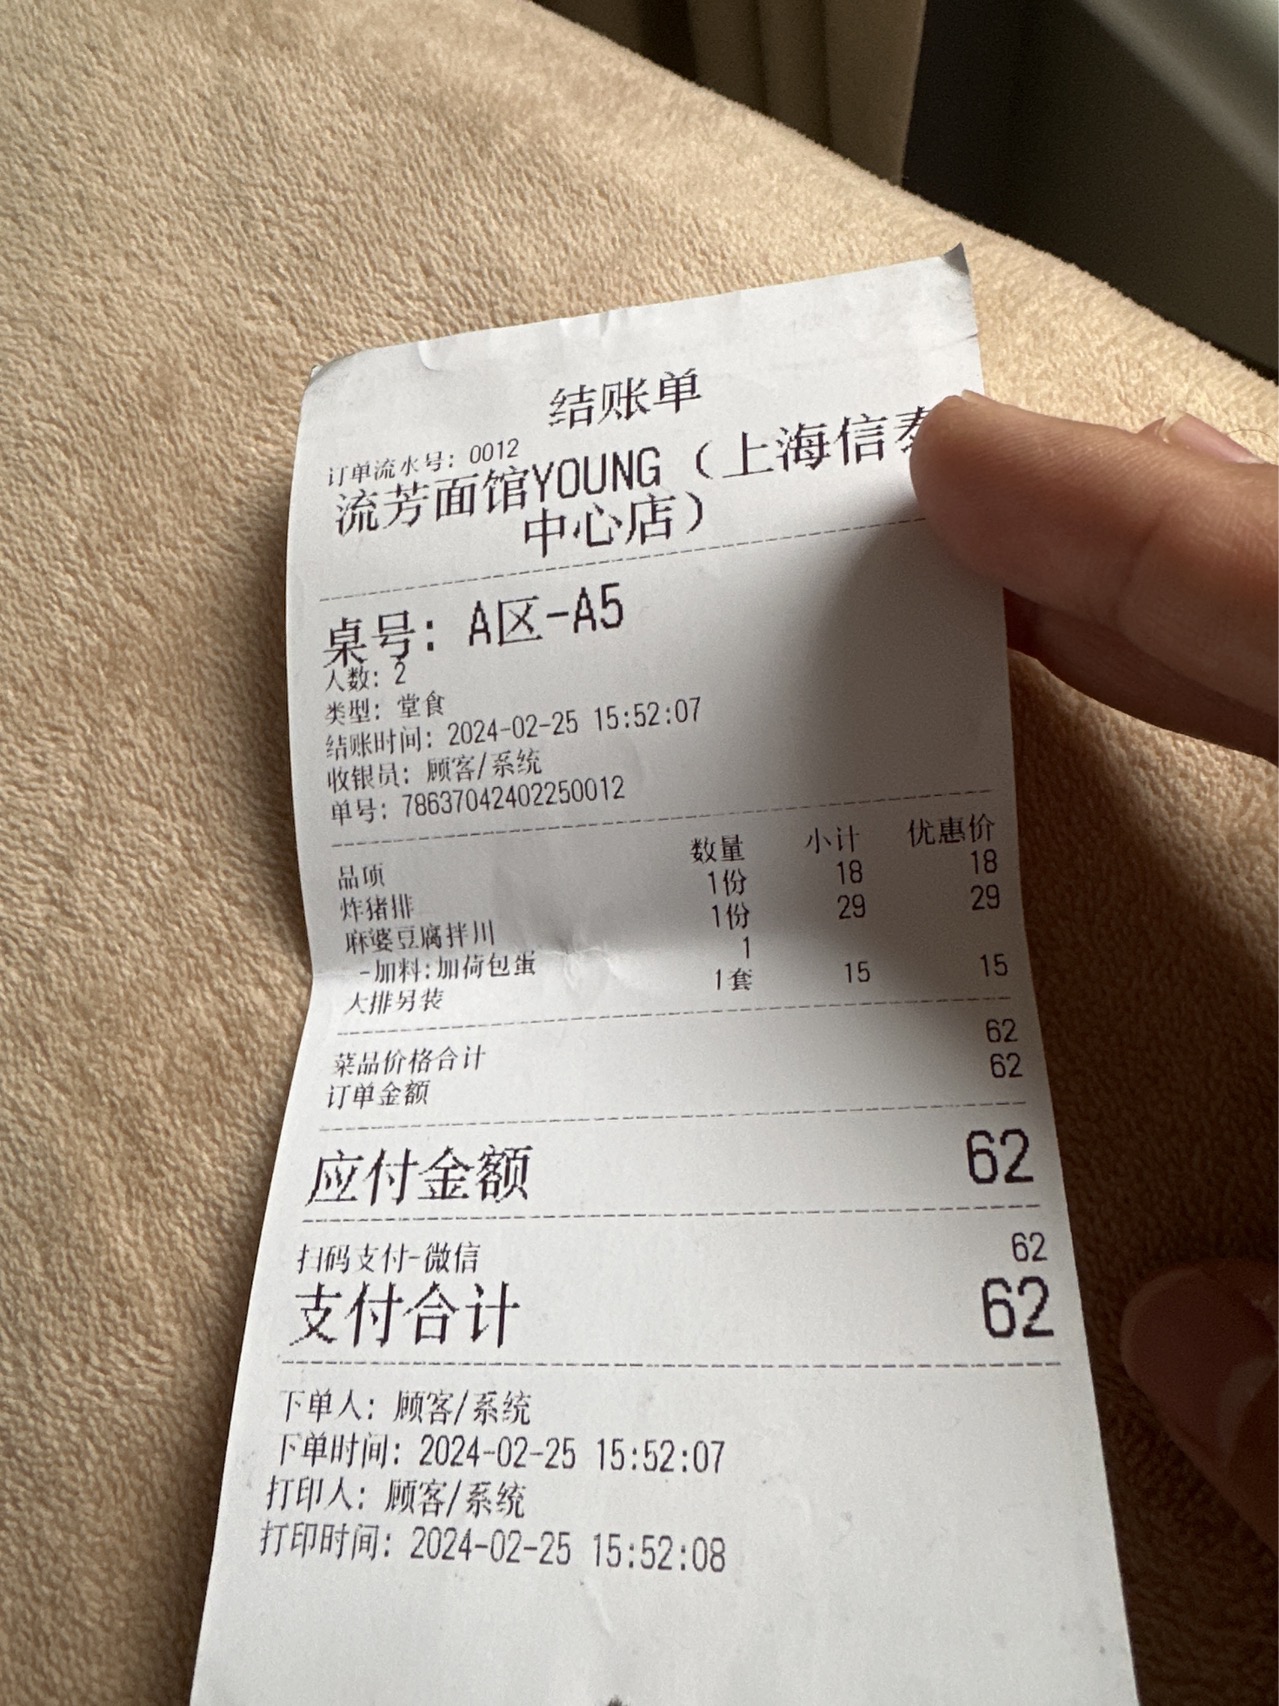 结账单
订单流水号: 0012
流芳面馆YOUNG（上海信泰
中心店）
桌号: A区-A5
人数: 2
类型: 堂食
结账时间: 2024-02-25 15:52:07
收银员: 顾客/系统
单号: 78637042402250012
品项 数量 小计 优惠价
炸猪排 1份 18 18
麻婆豆腐拌川 1份 29 29
-加料:加荷包蛋 1
大排另装 1套 15 15
菜品价格合计 62
订单金额 62
应付金额 62
扫码支付-微信 62
支付合计 62
下单人: 顾客/系统
下单时间: 2024-02-25 15:52:07
打印人: 顾客/系统
打印时间: 2024-02-25 15:52:08